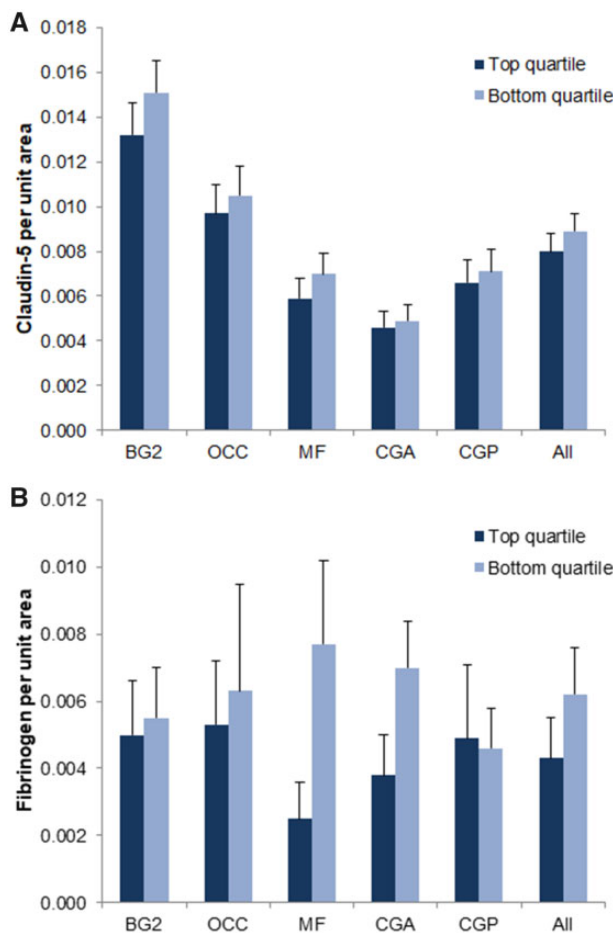 A
0.018
0.016
0.014
0.012
0.010
0.008
0.006
0.004
0.002
0.000
Claudin-5 per unit area
Top quartile
Bottom quartile
BG2 OCC MF CGA CGP All
B
0.012
0.010
0.008
0.006
0.004
0.002
0.000
Fibrinogen per unit area
Top quartile
Bottom quartile
BG2 OCC MF CGA CGP All